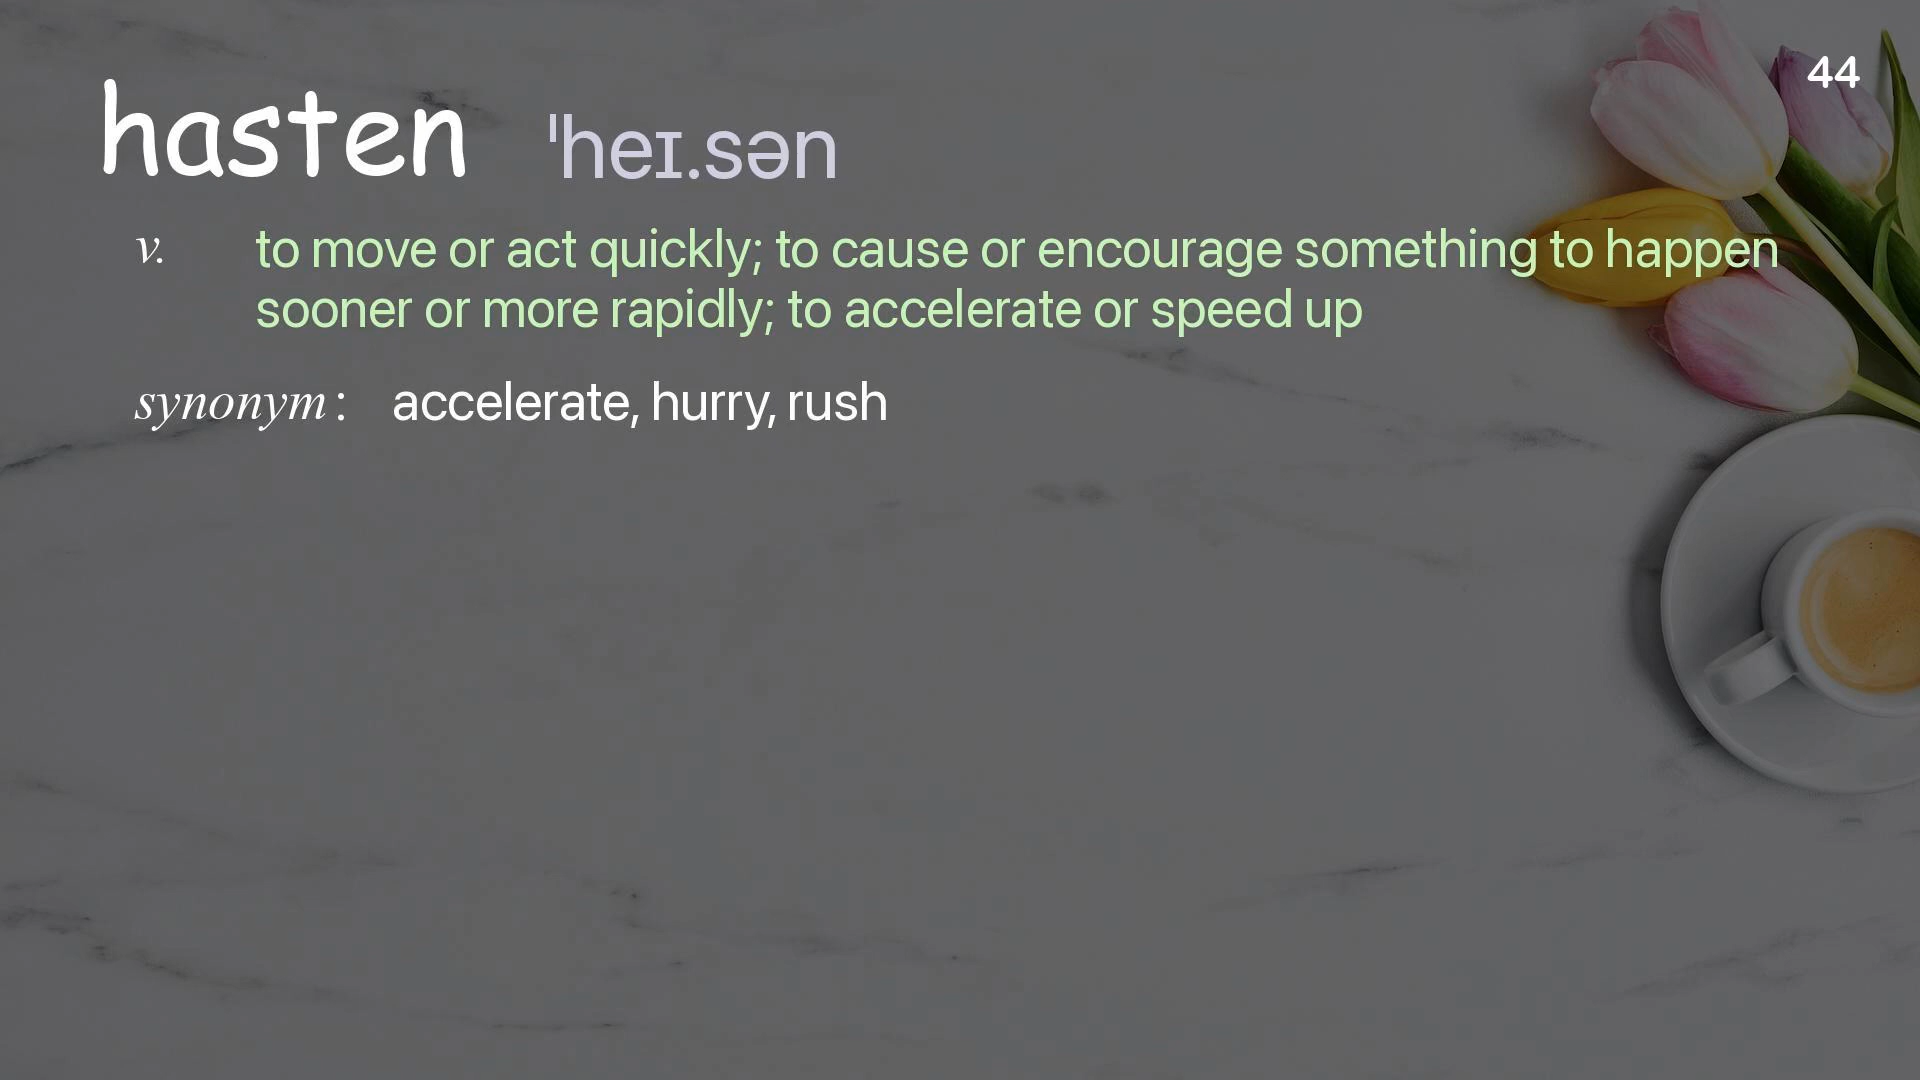 44
hasten ˈheɪ.sən
v. to move or act quickly; to cause or encourage something to happen
sooner or more rapidly; to accelerate or speed up
synonym : accelerate, hurry, rush